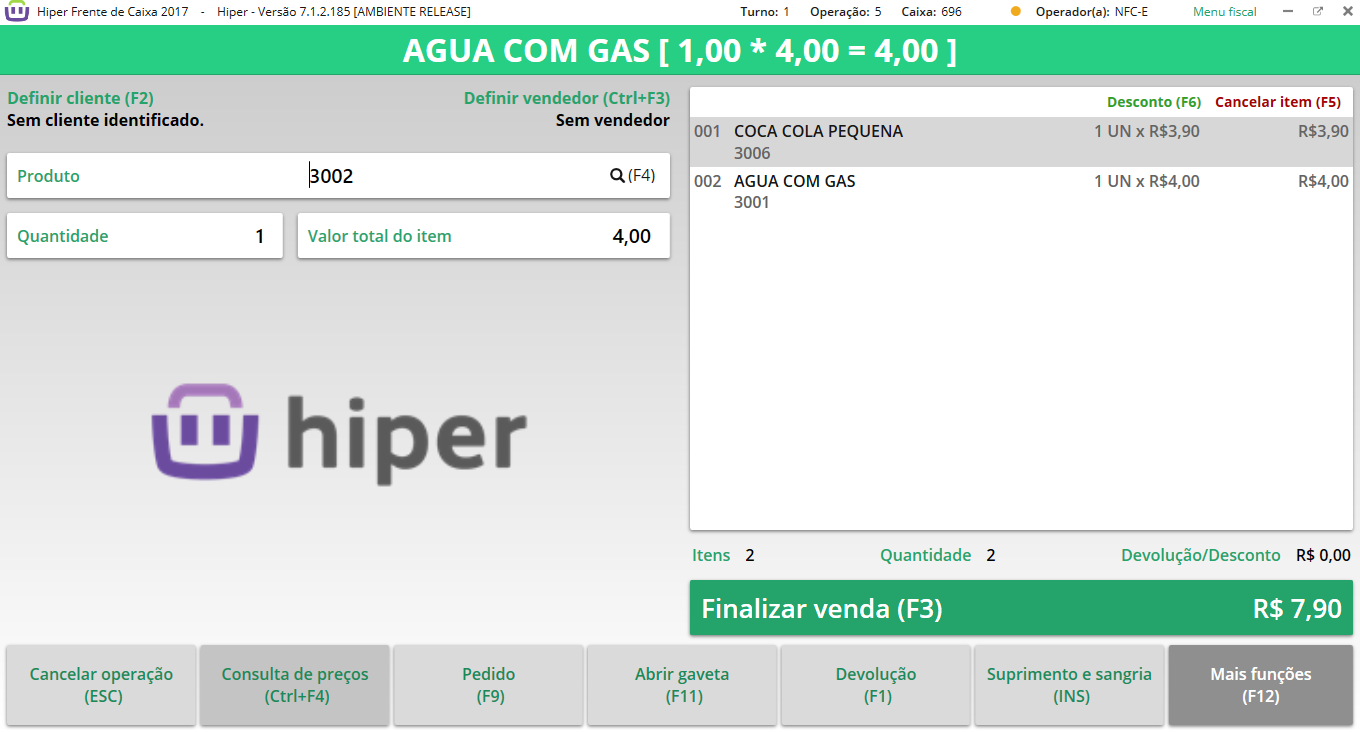 Hiper Frente de Caixa 2017 - Hiper - Versão 7.1.2.185 [AMBIENTE RELEASE] Turno: 1 Operação: 5 Caixa: 696 Operador(a): NFC-E Menu fiscal
AGUA COM GAS [ 1,00 * 4,00 = 4,00 ]
Definir cliente (F2) Definir vendedor (Ctrl+F3)
Sem cliente identificado. Sem vendedor
Produto 3002 (F4)
Quantidade 1 Valor total do item 4,00
hiper
Desconto (F6) Cancelar item (F5)
001 COCA COLA PEQUENA 1 UN x R$3,90 R$3,90
3006
002 AGUA COM GAS 1 UN x R$4,00 R$4,00
3001
Itens 2 Quantidade 2 Devolução/Desconto R$ 0,00
Finalizar venda (F3) R$ 7,90
Cancelar operação
(ESC)
Consulta de preços
(Ctrl+F4)
Pedido
(F9)
Abrir gaveta
(F11)
Devolução
(F1)
Suprimento e sangria
(INS)
Mais funções
(F12)